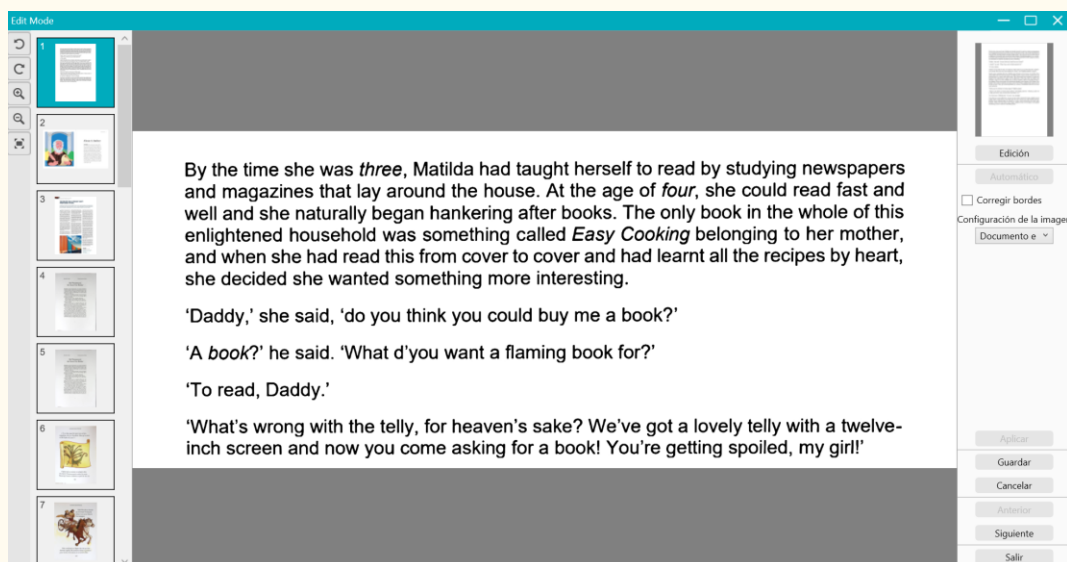 Edit Mode
1
2
3
4
5
6
7
By the time she was three, Matilda had taught herself to read by studying newspapers
and magazines that lay around the house. At the age of four, she could read fast and
well and she naturally began hankering after books. The only book in the whole of this
enlightened household was something called Easy Cooking belonging to her mother,
and when she had read this from cover to cover and had learnt all the recipes by heart,
she decided she wanted something more interesting.
‘Daddy,’ she said, ‘do you think you could buy me a book?’
‘A book?’ he said. ‘What d’you want a flaming book for?’
‘To read, Daddy.’
‘What’s wrong with the telly, for heaven’s sake? We’ve got a lovely telly with a twelve-
inch screen and now you come asking for a book! You’re getting spoiled, my girl!’
Edición
Automático
Corregir bordes
Configuración de la imagen
Documento e
Aplicar
Guardar
Cancelar
Anterior
Siguiente
Salir